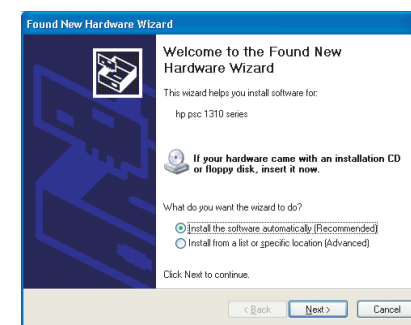 Found New Hardware Wizard
Welcome to the Found New
Hardware Wizard
This wizard helps you install software for:
hp psc 1310 series
If your hardware came with an installation CD
or floppy disk, insert it now.
What do you want the wizard to do?
Install the software automatically (Recommended)
Install from a list or specific location (Advanced)
Click Next to continue.
< Back Next > Cancel